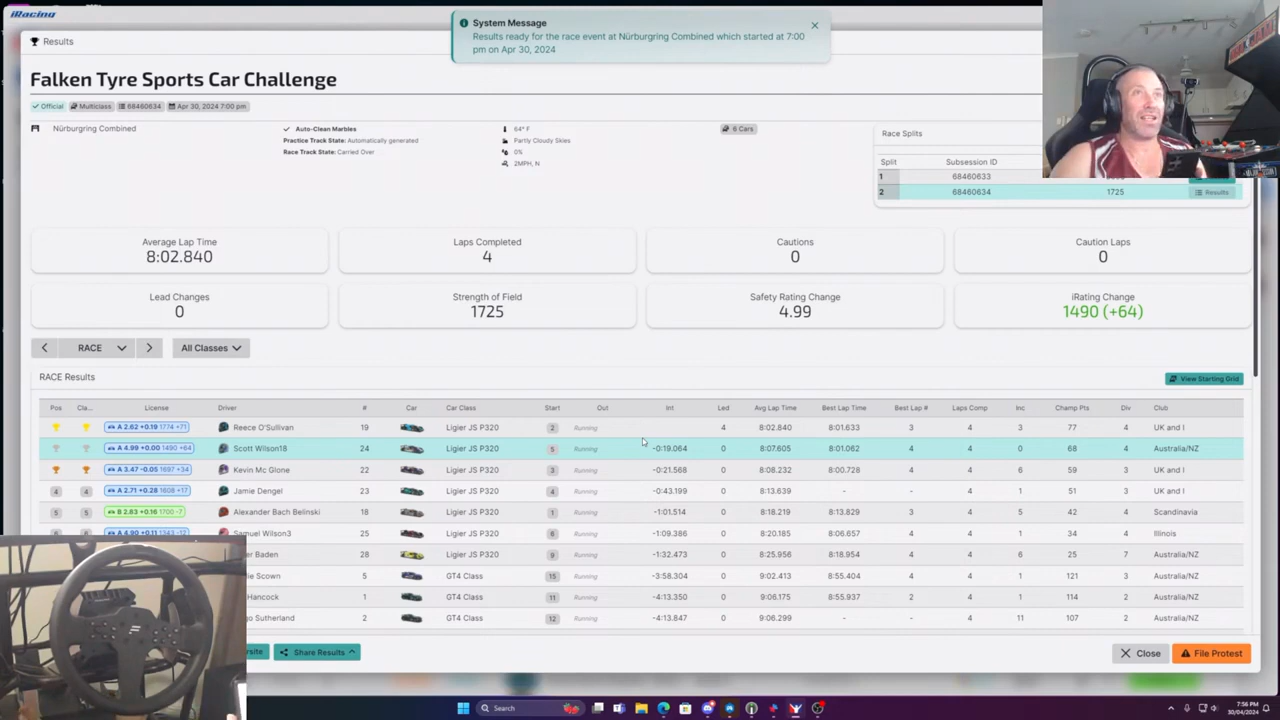 iRacing
System Message
Results ready for the race event at Nürburgring Combined which started at 7:00
pm on Apr 30, 2024
Results
Falken Tyre Sports Car Challenge
Official Multiclass 68460634 Apr 30, 2024 7:00 pm
Nürburgring Combined
Auto-Clean Marbles
Practice Track State: Automatically generated
Race Track State: Carried Over
64° F
Partly Cloudy Skies
0%
2MPH, N
6 Cars
Race Splits
Split Subsession ID
1 68460633
2 68460634 1725 Results
Average Lap Time
8:02.840
Laps Completed
4
Cautions
0
Caution Laps
0
Lead Changes
0
Strength of Field
1725
Safety Rating Change
4.99
iRating Change
1490 (+64)
RACE All Classes
RACE Results View Starting Grid
Pos Cla... License Driver # Car Car Class Start Out Int Led Avg Lap Time Best Lap Time Best Lap # Laps Comp Inc Champ Pts Div Club
A 2.62 +0.19 1774 +71 Reece O'Sullivan 19 Ligier JS P320 2 Running 4 8:02.840 8:01.633 3 4 3 77 4 UK and I
A 4.99 +0.00 1490 +64 Scott Wilson18 24 Ligier JS P320 5 Running -0:19.064 0 8:07.605 8:01.062 4 4 0 68 4 Australia/NZ
A 3.47 -0.05 1697 +34 Kevin Mc Glone 22 Ligier JS P320 3 Running -0:21.568 0 8:08.232 8:00.728 4 4 6 59 3 UK and I
4 4 A 2.71 +0.28 1608 +17 Jamie Dengel 23 Ligier JS P320 4 Running -0:43.199 0 8:13.639 - - 4 1 51 3 UK and I
5 5 B 2.83 +0.16 1700 -7 Alexander Bach Belinski 18 Ligier JS P320 1 Running -1:01.514 0 8:18.219 8:13.829 3 4 5 42 4 Scandinavia
6 6 A 4.90 +0.11 1343 -12 Samuel Wilson3 25 Ligier JS P320 6 Running -1:09.386 0 8:20.185 8:06.657 4 4 1 34 4 Illinois
er Baden 28 Ligier JS P320 9 Running -1:32.473 0 8:25.956 8:18.954 4 4 6 25 7 Australia/NZ
lie Scown 5 GT4 Class 15 Running -3:58.304 0 9:02.413 8:55.404 4 4 1 121 3 Australia/NZ
Hancock 1 GT4 Class 11 Running -4:13.350 0 9:06.175 8:55.937 2 4 1 114 2 Australia/NZ
go Sutherland 2 GT4 Class 12 Running -4:13.847 0 9:06.299 - - 4 11 107 2 Australia/NZ
site Share Results Close File Protest
Search
7:56 PM
30/04/2024